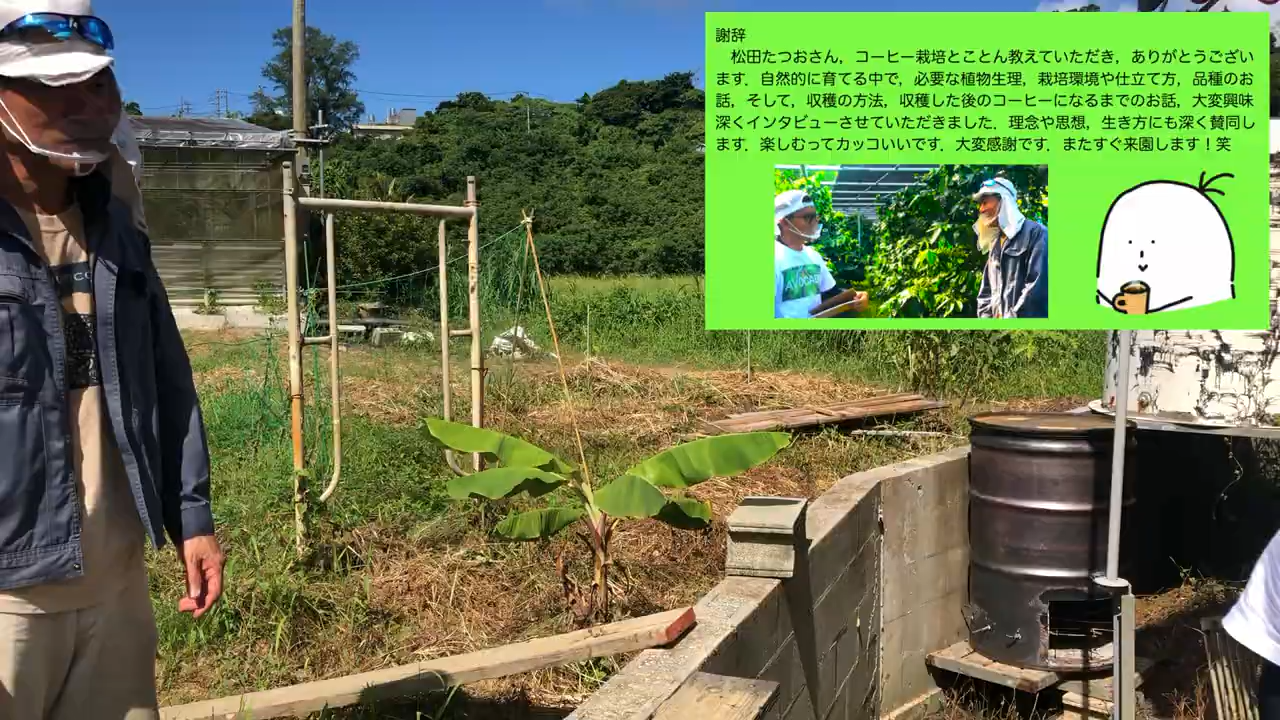 謝辞
松田たつおさん，コーヒー栽培とことん教えていただき，ありがとうござい
ます．自然的に育てる中で，必要な植物生理，栽培環境や仕立て方，品種のお
話，そして，収穫の方法，収穫した後のコーヒーになるまでのお話，大変興味
深くインタビューさせていただきました．理念や思想，生き方にも深く賛同し
ます．楽しむってカッコいいです．大変感謝です．またすぐ来園します！笑
AVOCADO